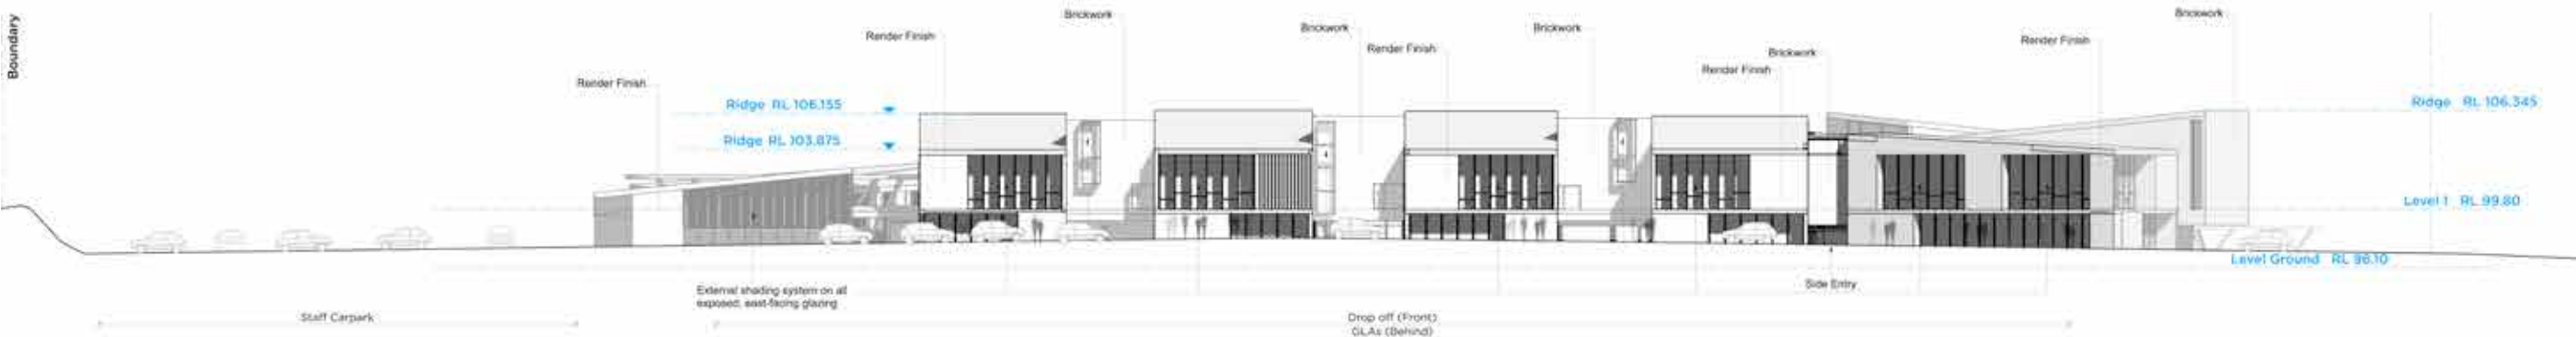 Boundary
Brickwork
Brickwork
Brickwork
Brickwork
Render Finish
Render Finish
Render Finish
Brickwork
Render Finish
Render Finish
Ridge RL 106.155
Ridge RL 106.345
Ridge RL 103.875
Level 1 RL 99.80
Level Ground RL 96.10
Side Entry
External shading system on all
exposed, east-facing glazing
Staff Carpark
Drop off (Front)
GLAs (Behind)